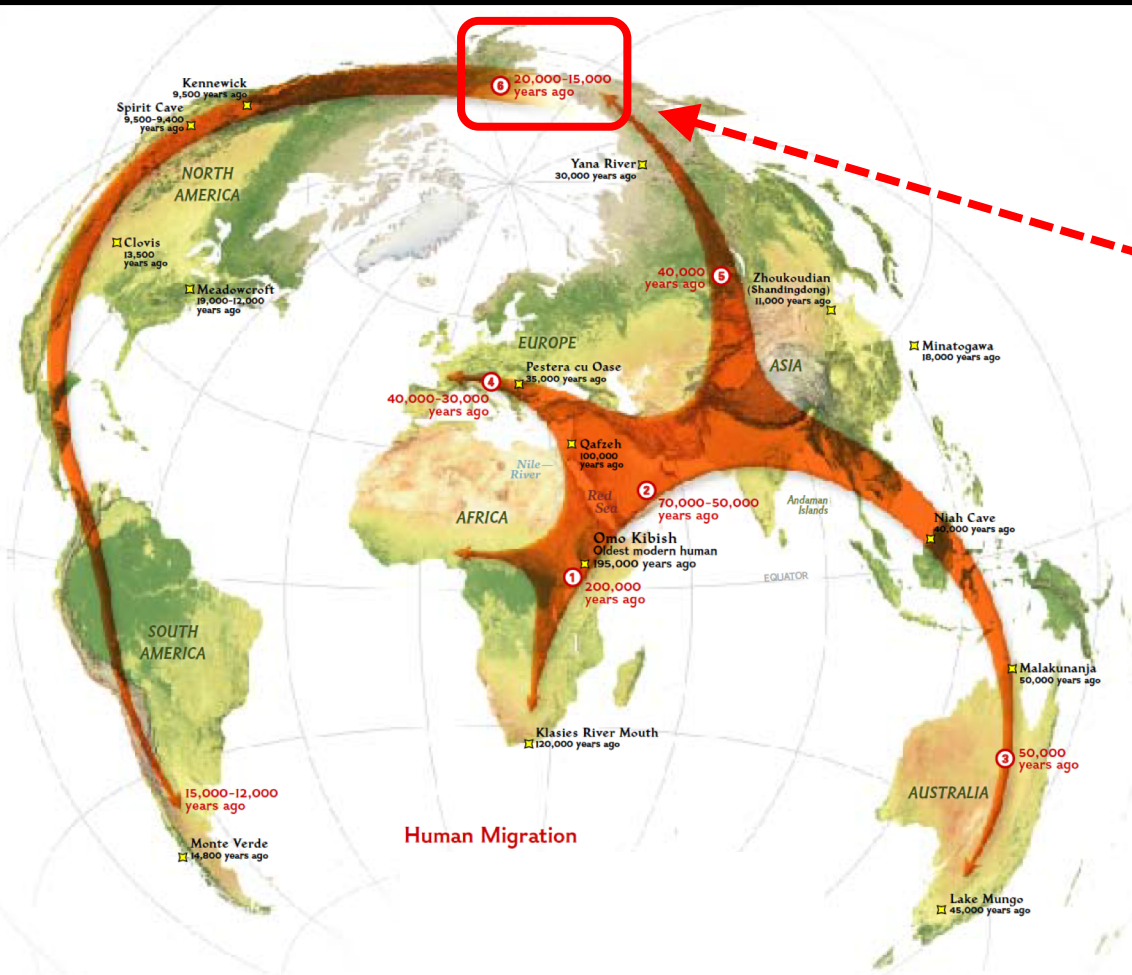 6
20,000-15,000
years ago
Kennewick
9,500 years ago
Spirit Cave
9,500-9,400
years ago
NORTH
AMERICA
Yana River
30,000 years ago
Clovis
13,500
years ago
Meadowcroft
19,000-12,000
years ago
40,000
years ago
5
Zhoukoudian
(Shandingdong)
11,000 years ago
EUROPE
ASIA
Minatogawa
18,000 years ago
Pestera cu Oase
35,000 years ago
4
40,000-30,000
years ago
Qafzeh
100,000
years ago
Nile
River
Red
Sea
2
70,000-50,000
years ago
Andaman
Islands
AFRICA
Niah Cave
40,000 years ago
Omo Kibish
Oldest modern human
195,000 years ago
1
200,000
years ago
EQUATOR
SOUTH
AMERICA
Malakunanja
50,000 years ago
Klasies River Mouth
120,000 years ago
3
50,000
years ago
AUSTRALIA
15,000-12,000
years ago
Human Migration
Monte Verde
14,800 years ago
Lake Mungo
45,000 years ago